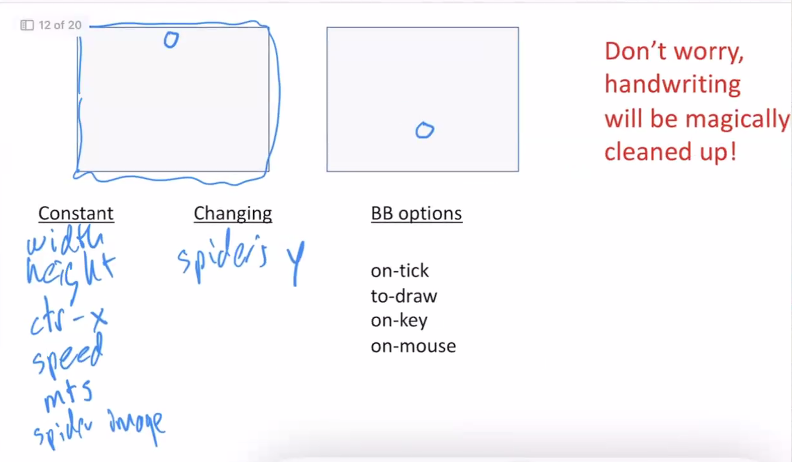 12 of 20
Don't worry,
handwriting
will be magically
cleaned up!
Constant
width
height
ctr-x
speed
mts
spider image
Changing
spider's y
BB options
on-tick
to-draw
on-key
on-mouse